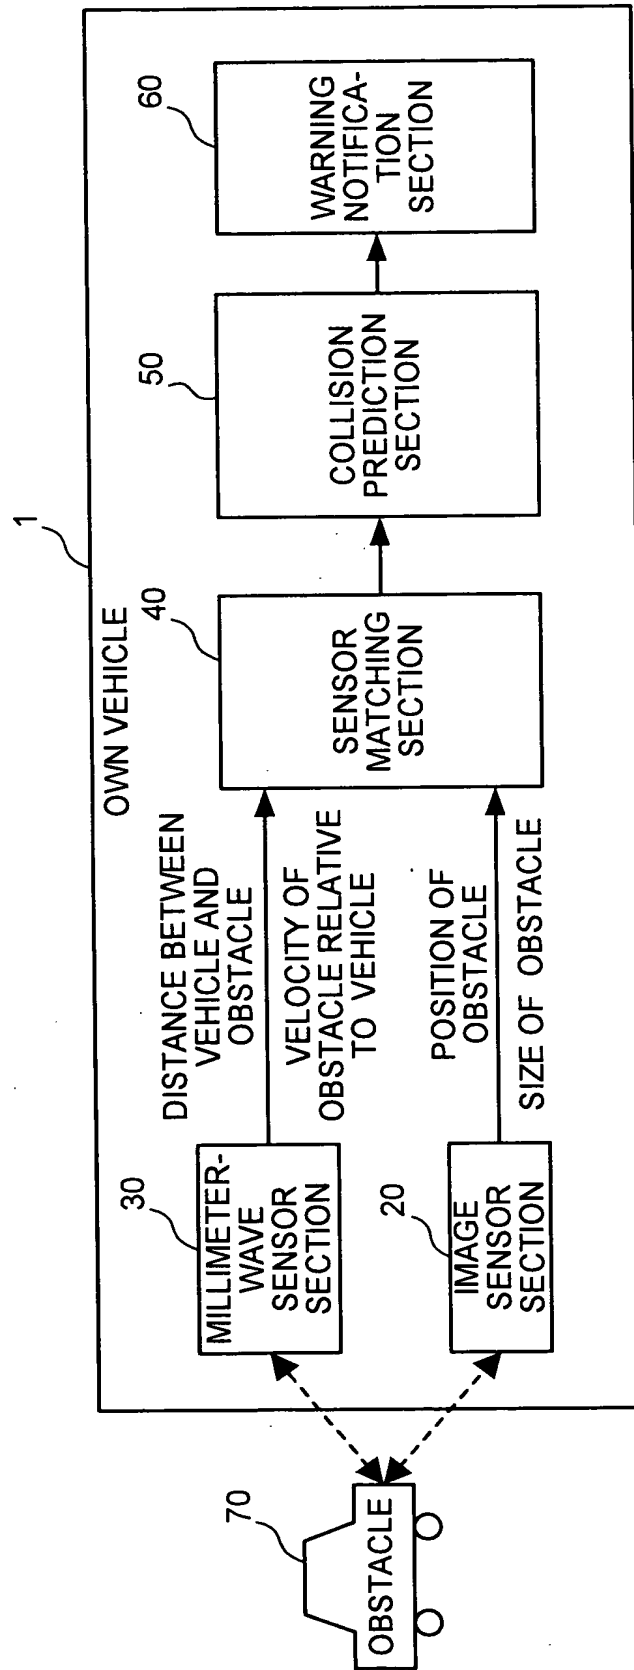 1
OWN VEHICLE
70
OBSTACLE
30
MILLIMETER-
WAVE
SENSOR
SECTION
20
IMAGE
SENSOR
SECTION
DISTANCE BETWEEN
VEHICLE AND
OBSTACLE
VELOCITY OF
OBSTACLE RELATIVE
TO VEHICLE
POSITION OF
OBSTACLE
SIZE OF OBSTACLE
40
SENSOR
MATCHING
SECTION
50
COLLISION
PREDICTION
SECTION
60
WARNING
NOTIFICA-
TION
SECTION